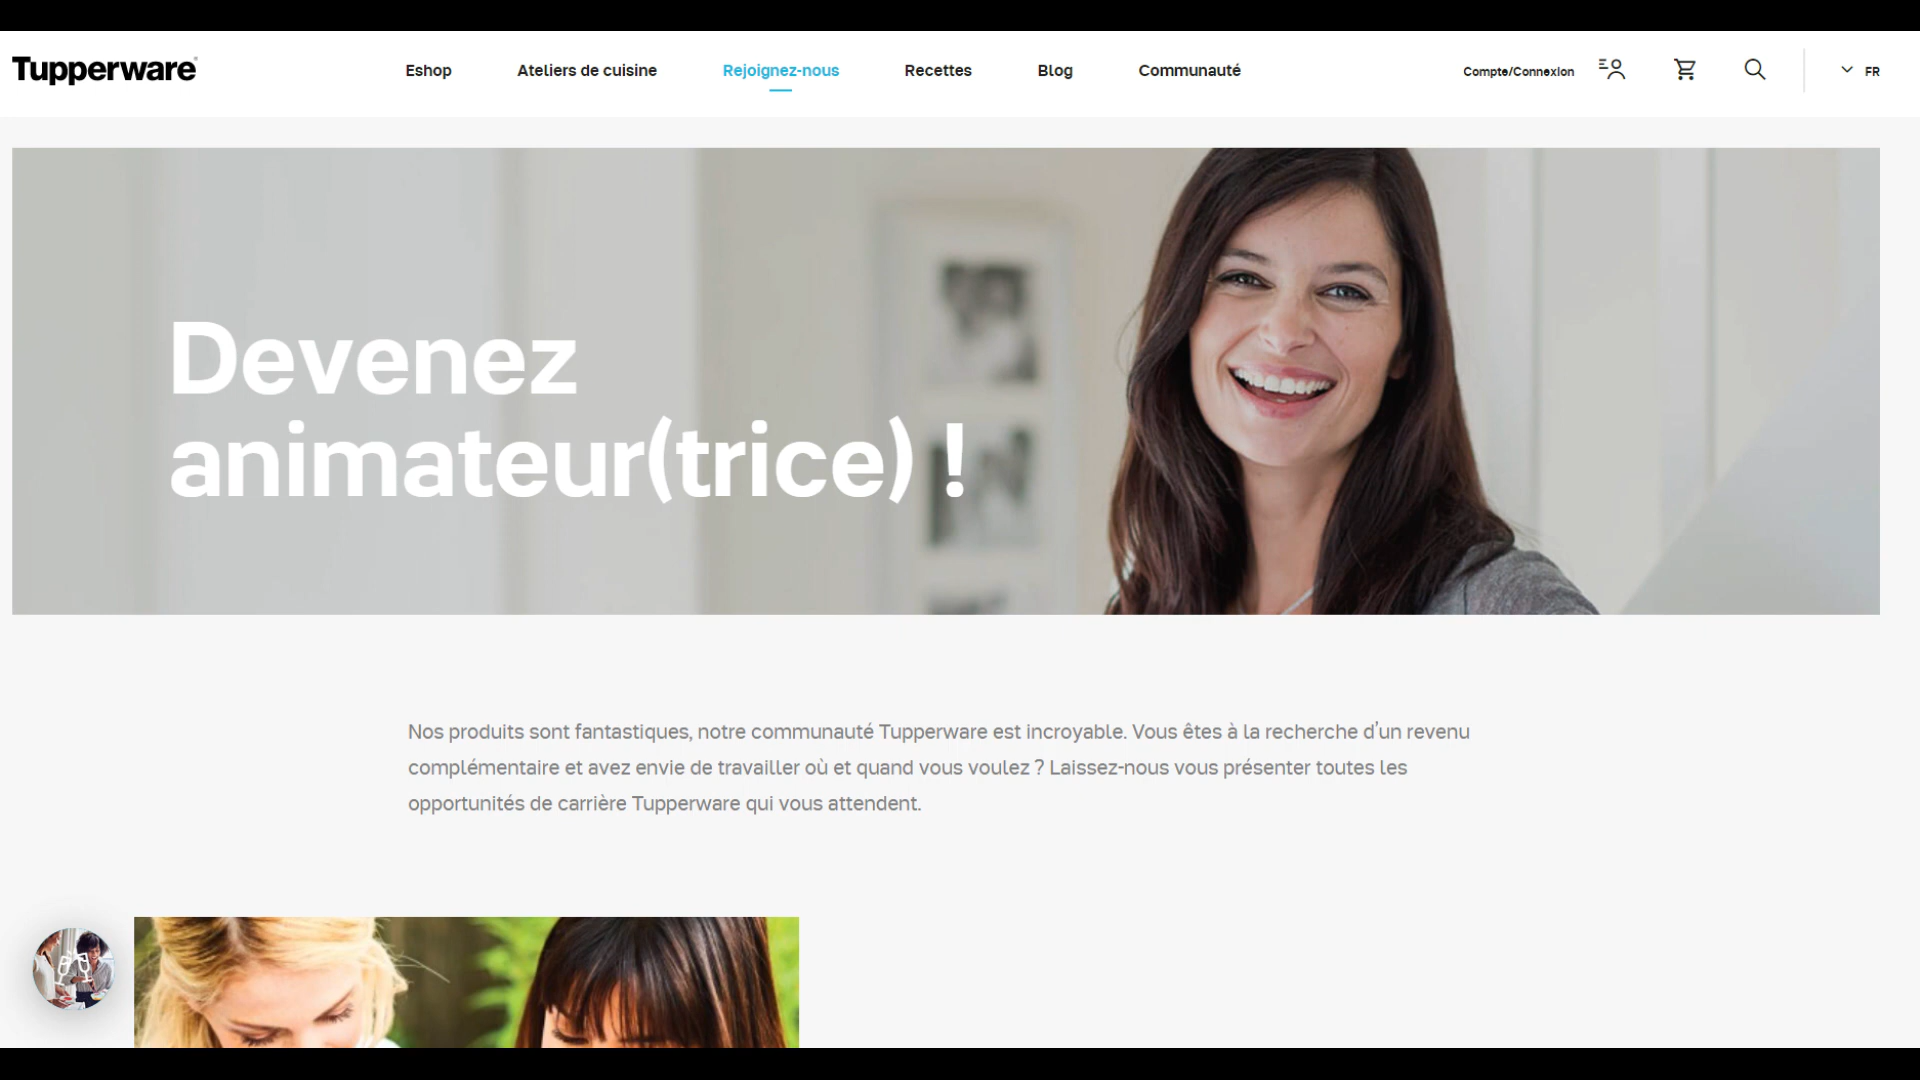 Tupperware
Eshop
Ateliers de cuisine
Rejoignez-nous
Recettes
Blog
Communauté
Compte/Connexion
FR
Devenez
animateur(trice) !
Nos produits sont fantastiques, notre communauté Tupperware est incroyable. Vous êtes à la recherche d'un revenu
complémentaire et avez envie de travailler où et quand vous voulez ? Laissez-nous vous présenter toutes les
opportunités de carrière Tupperware qui vous attendent.